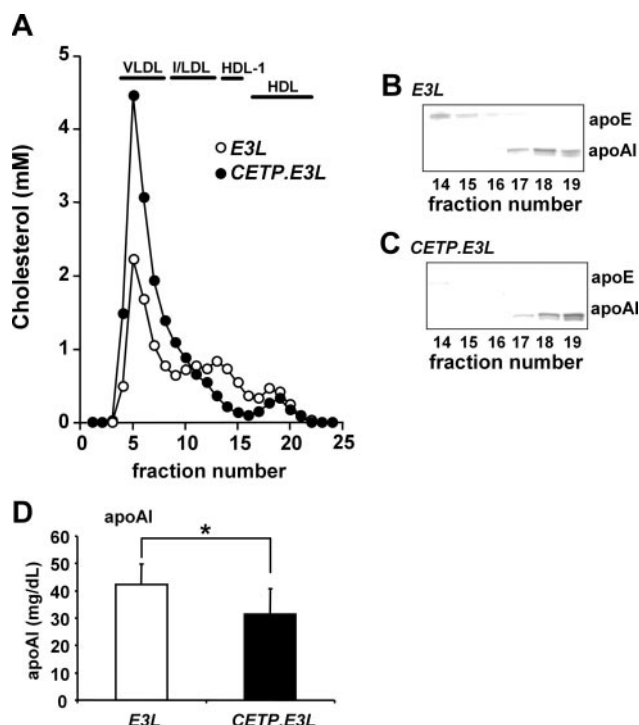 A
VLDL I/LDL HDL-1
HDL
E3L
CETP.E3L
5
4
3
2
1
0
Cholesterol (mM)
0 5 10 15 20 25
fraction number
B
E3L
apoE
apoAI
14 15 16 17 18 19
fraction number
C
CETP.E3L
apoE
apoAI
14 15 16 17 18 19
fraction number
D
apoAI
*
60
50
40
30
20
10
0
apoAI (mg/dL)
E3L CETP.E3L